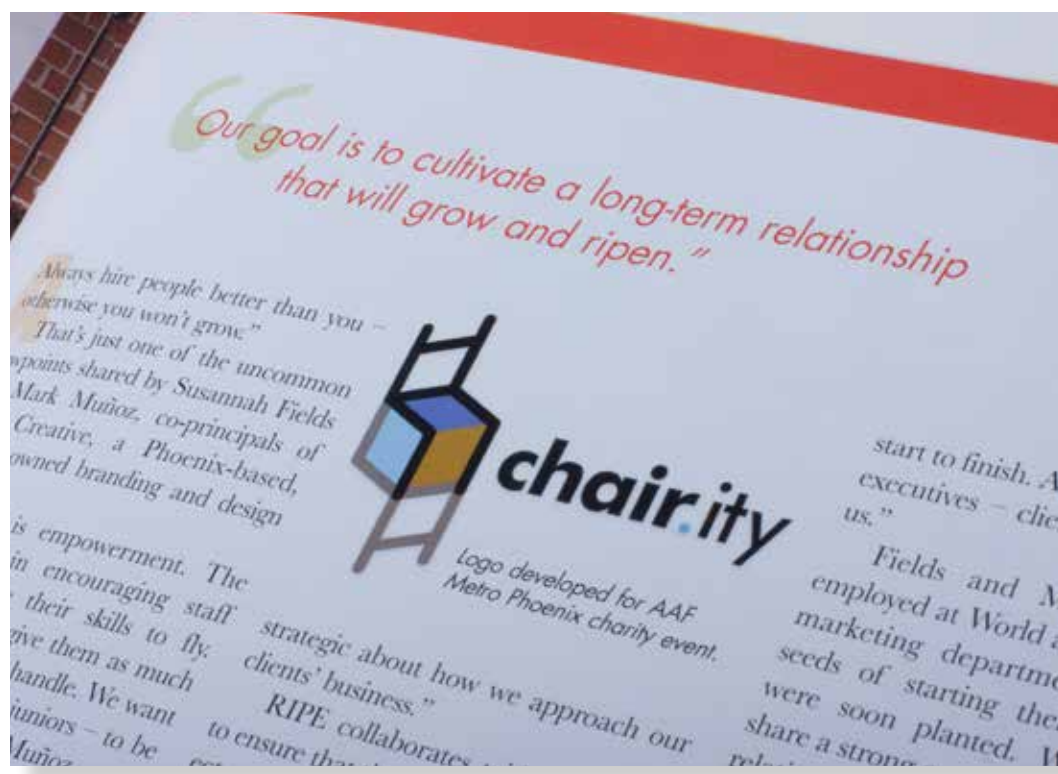 “Our goal is to cultivate a long-term relationship
that will grow and ripen.”
Always hire people better than you –
otherwise you won't grow.”
That's just one of the uncommon
shared by Susannah Fields
Mark Muñoz, co-principals of
Creative, a Phoenix-based,
owned branding and design
is empowerment. The
in encouraging staff
their skills to fly.
give them as much
handle. We want
juniors – to be
Muñoz
chair.ity
Logo developed for AAF
Metro Phoenix charity event.
strategic about how we approach our
clients' business.”
RIPE collaborates
to ensure that
start to finish. A
executives – clie
us.”
Fields and M
employed at World
marketing departme
seeds of starting the
were soon planted. W
share a strong